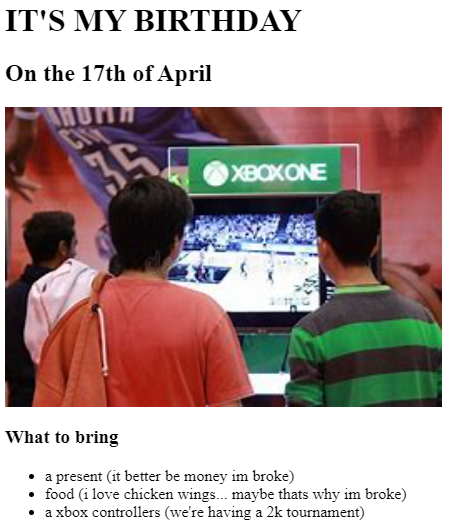 IT'S MY BIRTHDAY
On the 17th of April
CITY
35
XBOX ONE
What to bring
a present (it better be money im broke)
food (i love chicken wings... maybe thats why im broke)
a xbox controllers (we're having a 2k tournament)